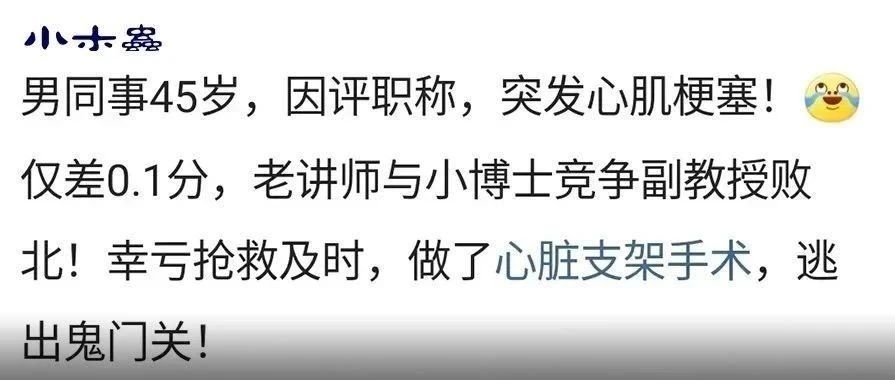 小木虫
男同事45岁，因评职称，突发心肌梗塞！
仅差0.1分，老讲师与小博士竞争副教授败
北！幸亏抢救及时，做了心脏支架手术，逃
出鬼门关！